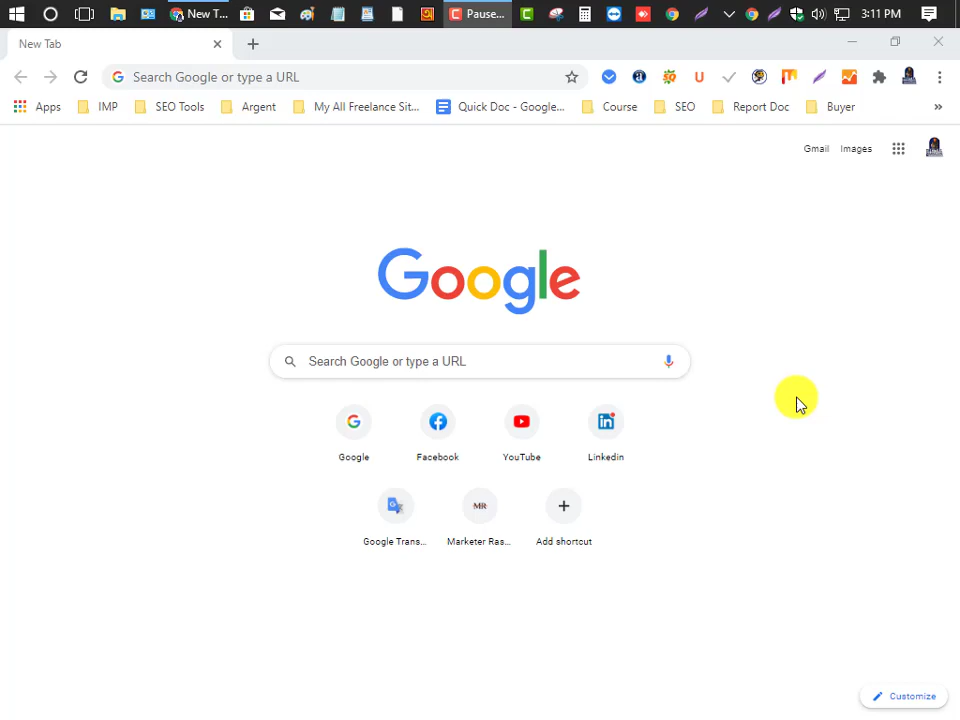 New T...
Pause...
3:11 PM
New Tab
Search Google or type a URL
Apps
IMP
SEO Tools
Argent
My All Freelance Sit...
Quick Doc - Google...
Course
SEO
Report Doc
Buyer
»
Gmail
Images
Google
Search Google or type a URL
Google
Facebook
YouTube
Linkedin
MR
Google Trans...
Marketer Ras...
Add shortcut
Customize